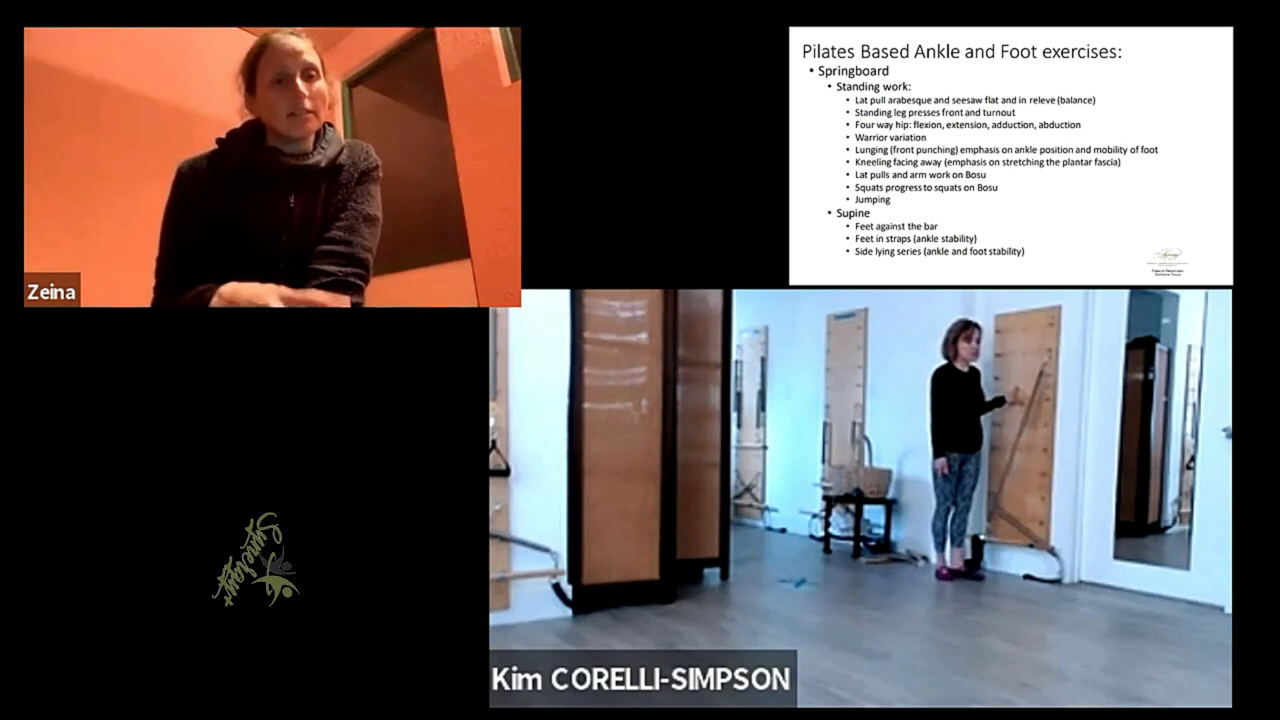 Pilates Based Ankle and Foot exercises:
• Springboard
• Standing work:
• Lat pull arabesque and seesaw flat and in releve (balance)
• Standing leg presses front and turnout
• Four way hip: flexion, extension, adduction, abduction
• Warrior variation
• Lunging (front punching) emphasis on ankle position and mobility of foot
• Kneeling facing away (emphasis on stretching the plantar fascia)
• Lat pulls and arm work on Bosu
• Squats progress to squats on Bosu
• Jumping
• Supine
• Feet against the bar
• Feet in straps (ankle stability)
• Side lying series (ankle and foot stability)
Zeina
Kim CORELLI-SIMPSON